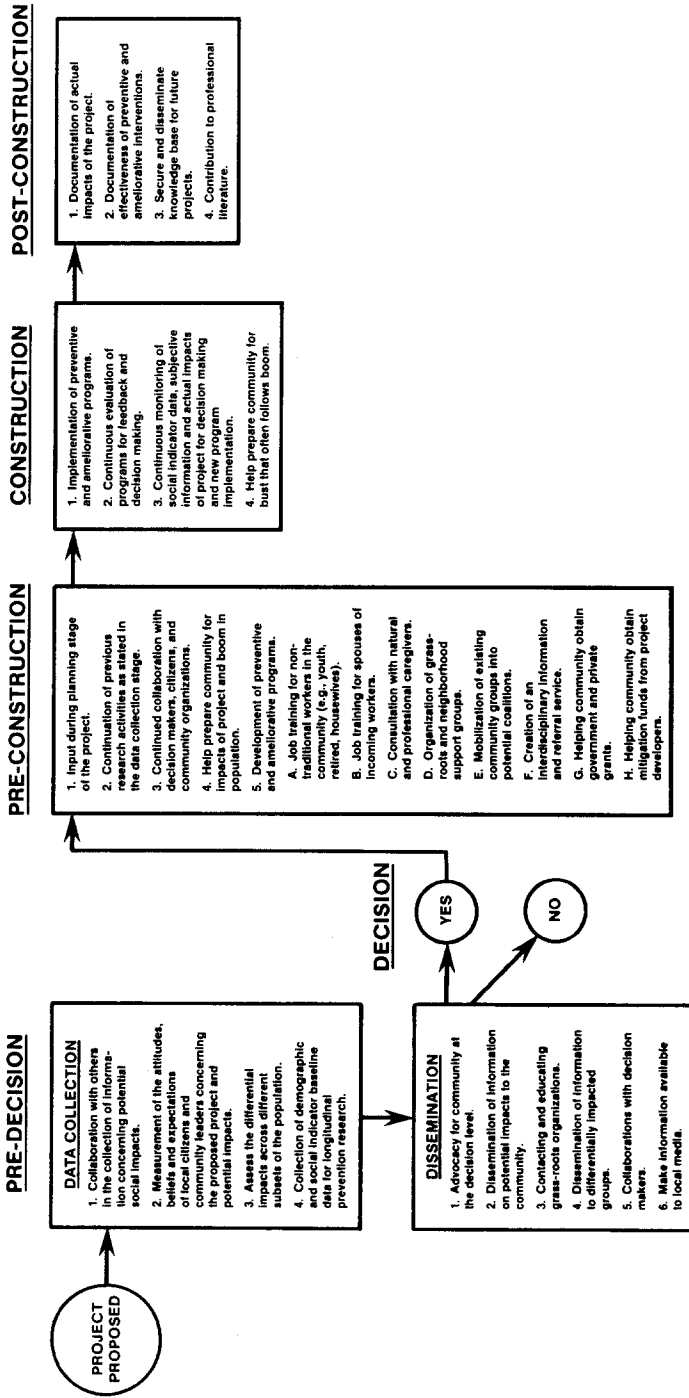 PRE-DECISION
PROJECT
PROPOSED
DATA COLLECTION
1. Collaboration with others
in the collection of informa-
tion concerning potential
social impacts.
2. Measurement of the attitudes,
beliefs and expectations
of local citizens and
community leaders concerning
the proposed project and
potential impacts.
3. Assess the differential
impacts across different
subsets of the population.
4. Collection of demographic
and social indicator baseline
data for longitudinal
prevention research.
DISSEMINATION
1. Advocacy for community at
the decision level.
2. Dissemination of information
on potential impacts to the
community.
3. Contacting and educating
grass-roots organizations.
4. Dissemination of information
to differentially impacted
groups.
5. Collaborations with decision
makers.
6. Make information available
to local media.
DECISION
YES
NO
PRE-CONSTRUCTION
1. Input during planning stage
of the project.
2. Continuation of previous
research activities as stated in
the data collection stage.
3. Continued collaboration with
decision makers, citizens, and
community organizations.
4. Help prepare community for
impacts of project and boom in
population.
5. Development of preventive
and ameliorative programs.
A. Job training for non-
traditional workers in the
community (e.g., youth,
retired, housewives).
B. Job training for spouses of
incoming workers.
C. Consultation with natural
and professional caregivers.
D. Organization of grass-
roots and neighborhood
support groups.
E. Mobilization of existing
community groups into
potential coalitions.
F. Creation of an
interdisciplinary information
and referral service.
G. Helping community obtain
government and private
grants.
H. Helping community obtain
mitigation funds from project
developers.
CONSTRUCTION
1. Implementation of preventive
and ameliorative programs.
2. Continuous evaluation of
programs for feedback and
decision making.
3. Continuous monitoring of
social indicator data, subjective
information and actual impacts
of project for decision making
and new program
implementation.
4. Help prepare community for
bust that often follows boom.
POST-CONSTRUCTION
1. Documentation of actual
impacts of the project.
2. Documentation of
effectiveness of preventive and
ameliorative interventions.
3. Secure and disseminate
knowledge base for future
projects.
4. Contribution to professional
literature.